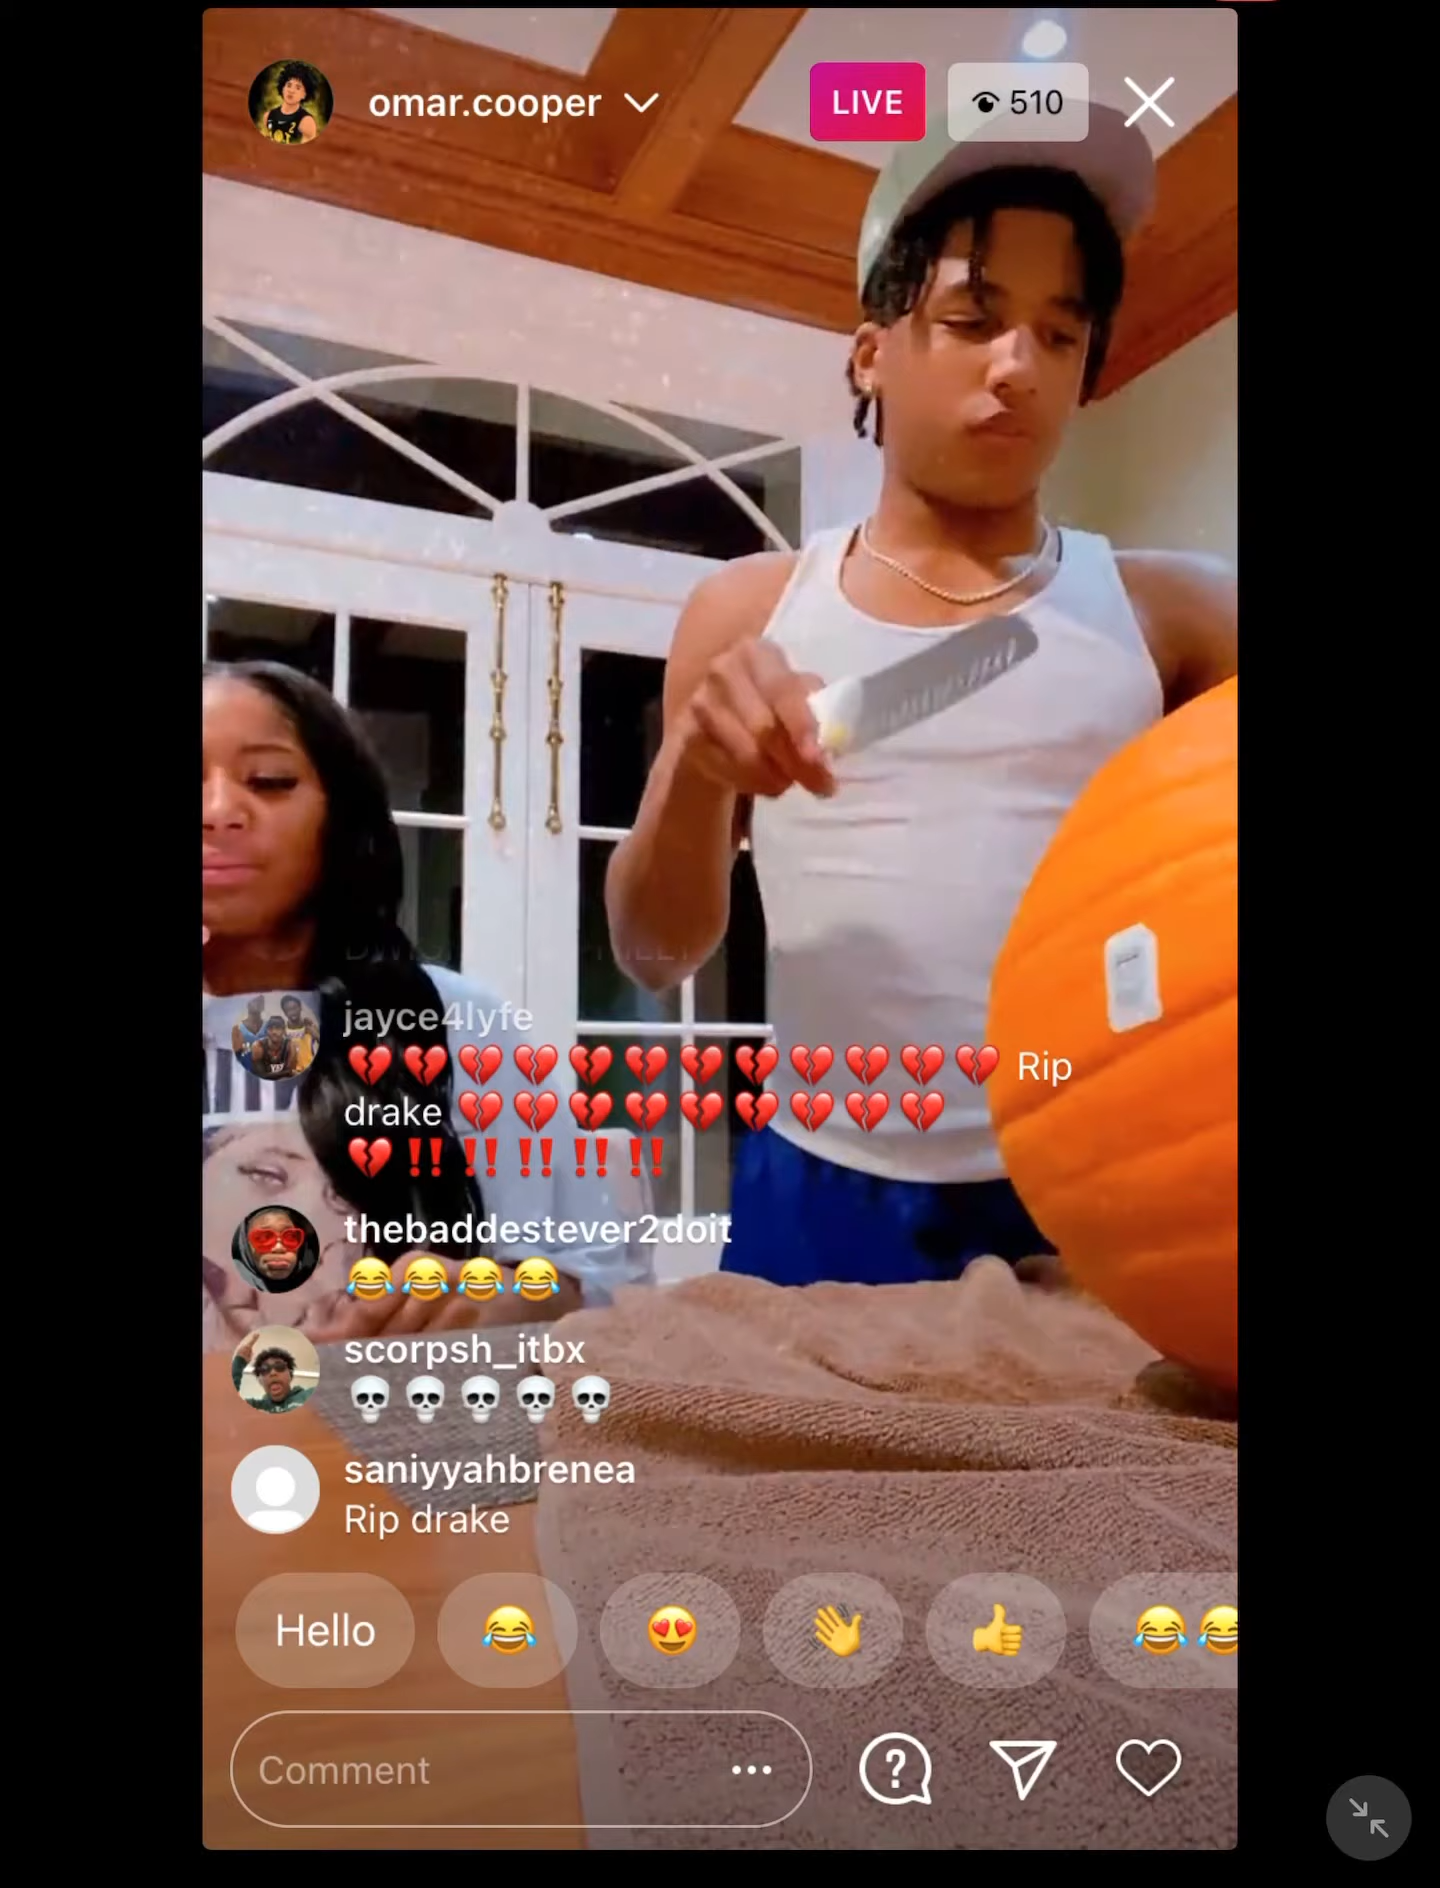 omar.cooper
LIVE
510
jayce4lyfe
💔💔💔💔💔💔💔💔💔💔💔💔 Rip
drake 💔💔💔💔💔💔💔💔💔
💔‼️‼️‼️‼️‼️
thebaddestever2doit
😂😂😂😂
scorpsh_itbx
💀💀💀💀💀
saniyyahbrenea
Rip drake
Hello 😂 😍 👋 👍 😂😂
Comment ...